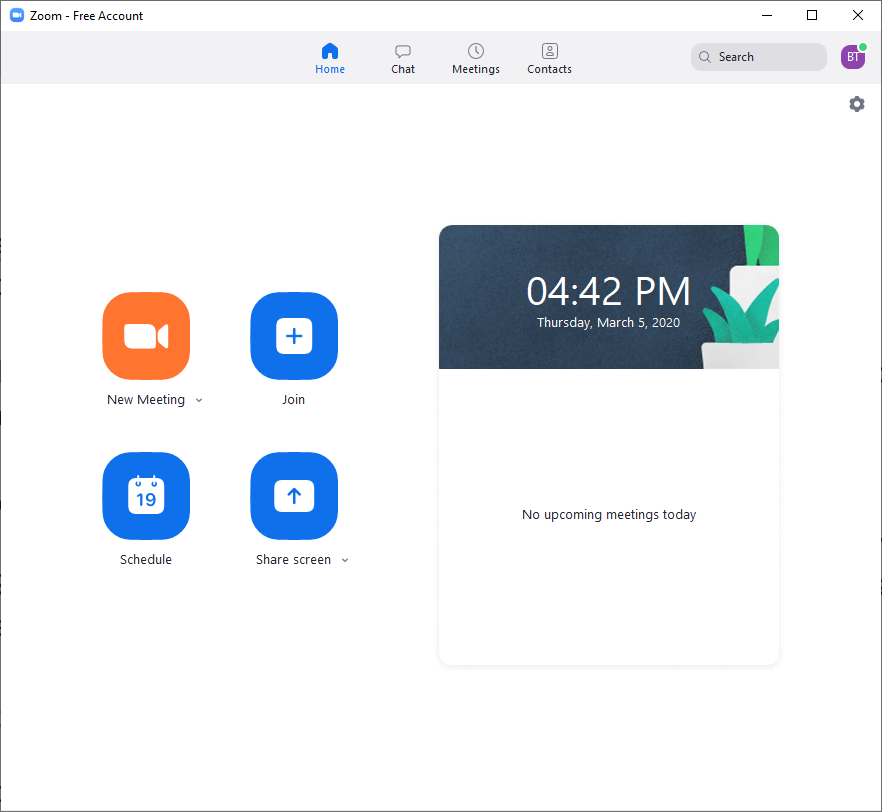 Zoom - Free Account
Home
Chat
Meetings
Contacts
Search
BT
04:42 PM
Thursday, March 5, 2020
New Meeting
Join
19
Schedule
Share screen
No upcoming meetings today